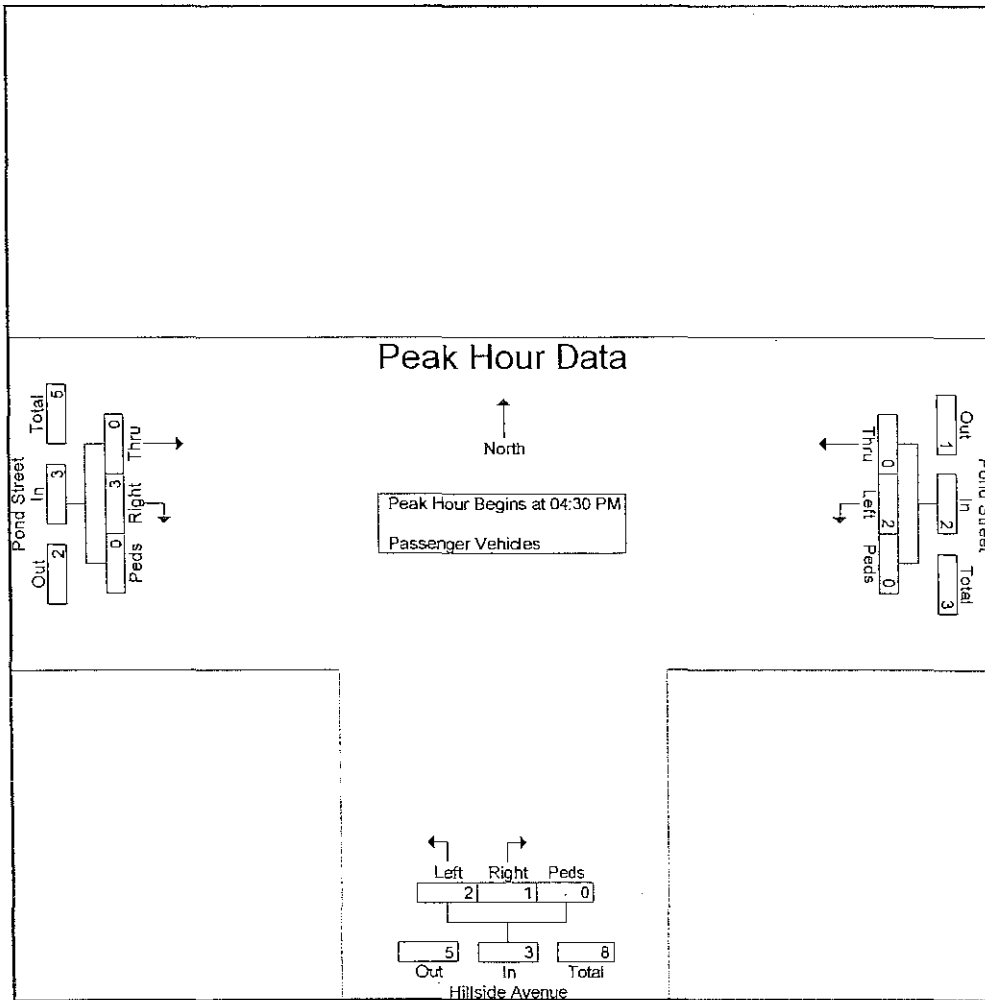 Peak Hour Data
North
Peak Hour Begins at 04:30 PM
Passenger Vehicles
Pond Street
Out In Total
2 3 5
Peds Right Thru
0 3 0
Pond Street
Out In Total
1 2 3
Thru Left Peds
0 2 0
Left Right Peds
2 1 0
5 3 8
Out In Total
Hillside Avenue